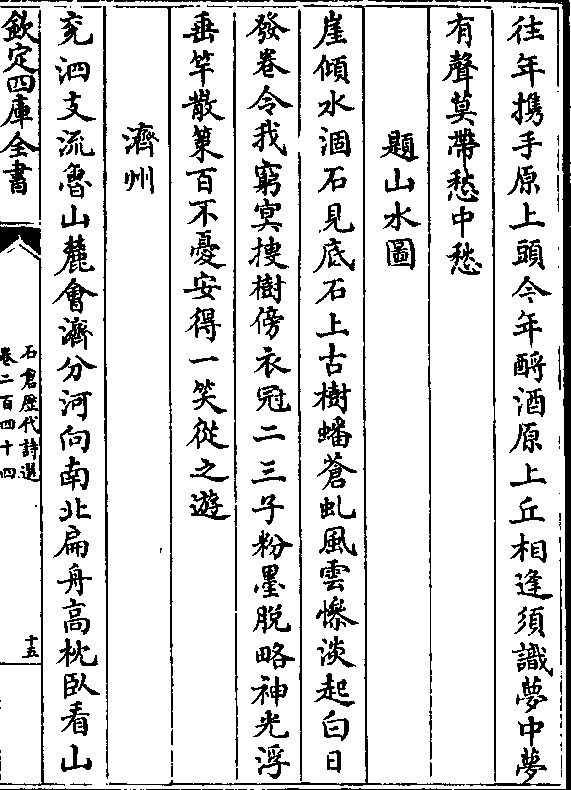 往年携手原上頭今年酹酒原上丘相逢須識夢中夢
有聲莫帶愁中愁
題山水圖
崖傾水涸石見底石上古樹蟠蒼虬風雲慘淡起白日
發卷令我窮冥搜樹傍衣冠二三子粉墨脱略神光浮
垂竿散策百不憂安得一笑從之遊
濟州
兖泗支流魯山麓會濟分河向南北扁舟高枕臥看山
欽定四庫全書
石倉歷代詩選
卷二百四十四
十五